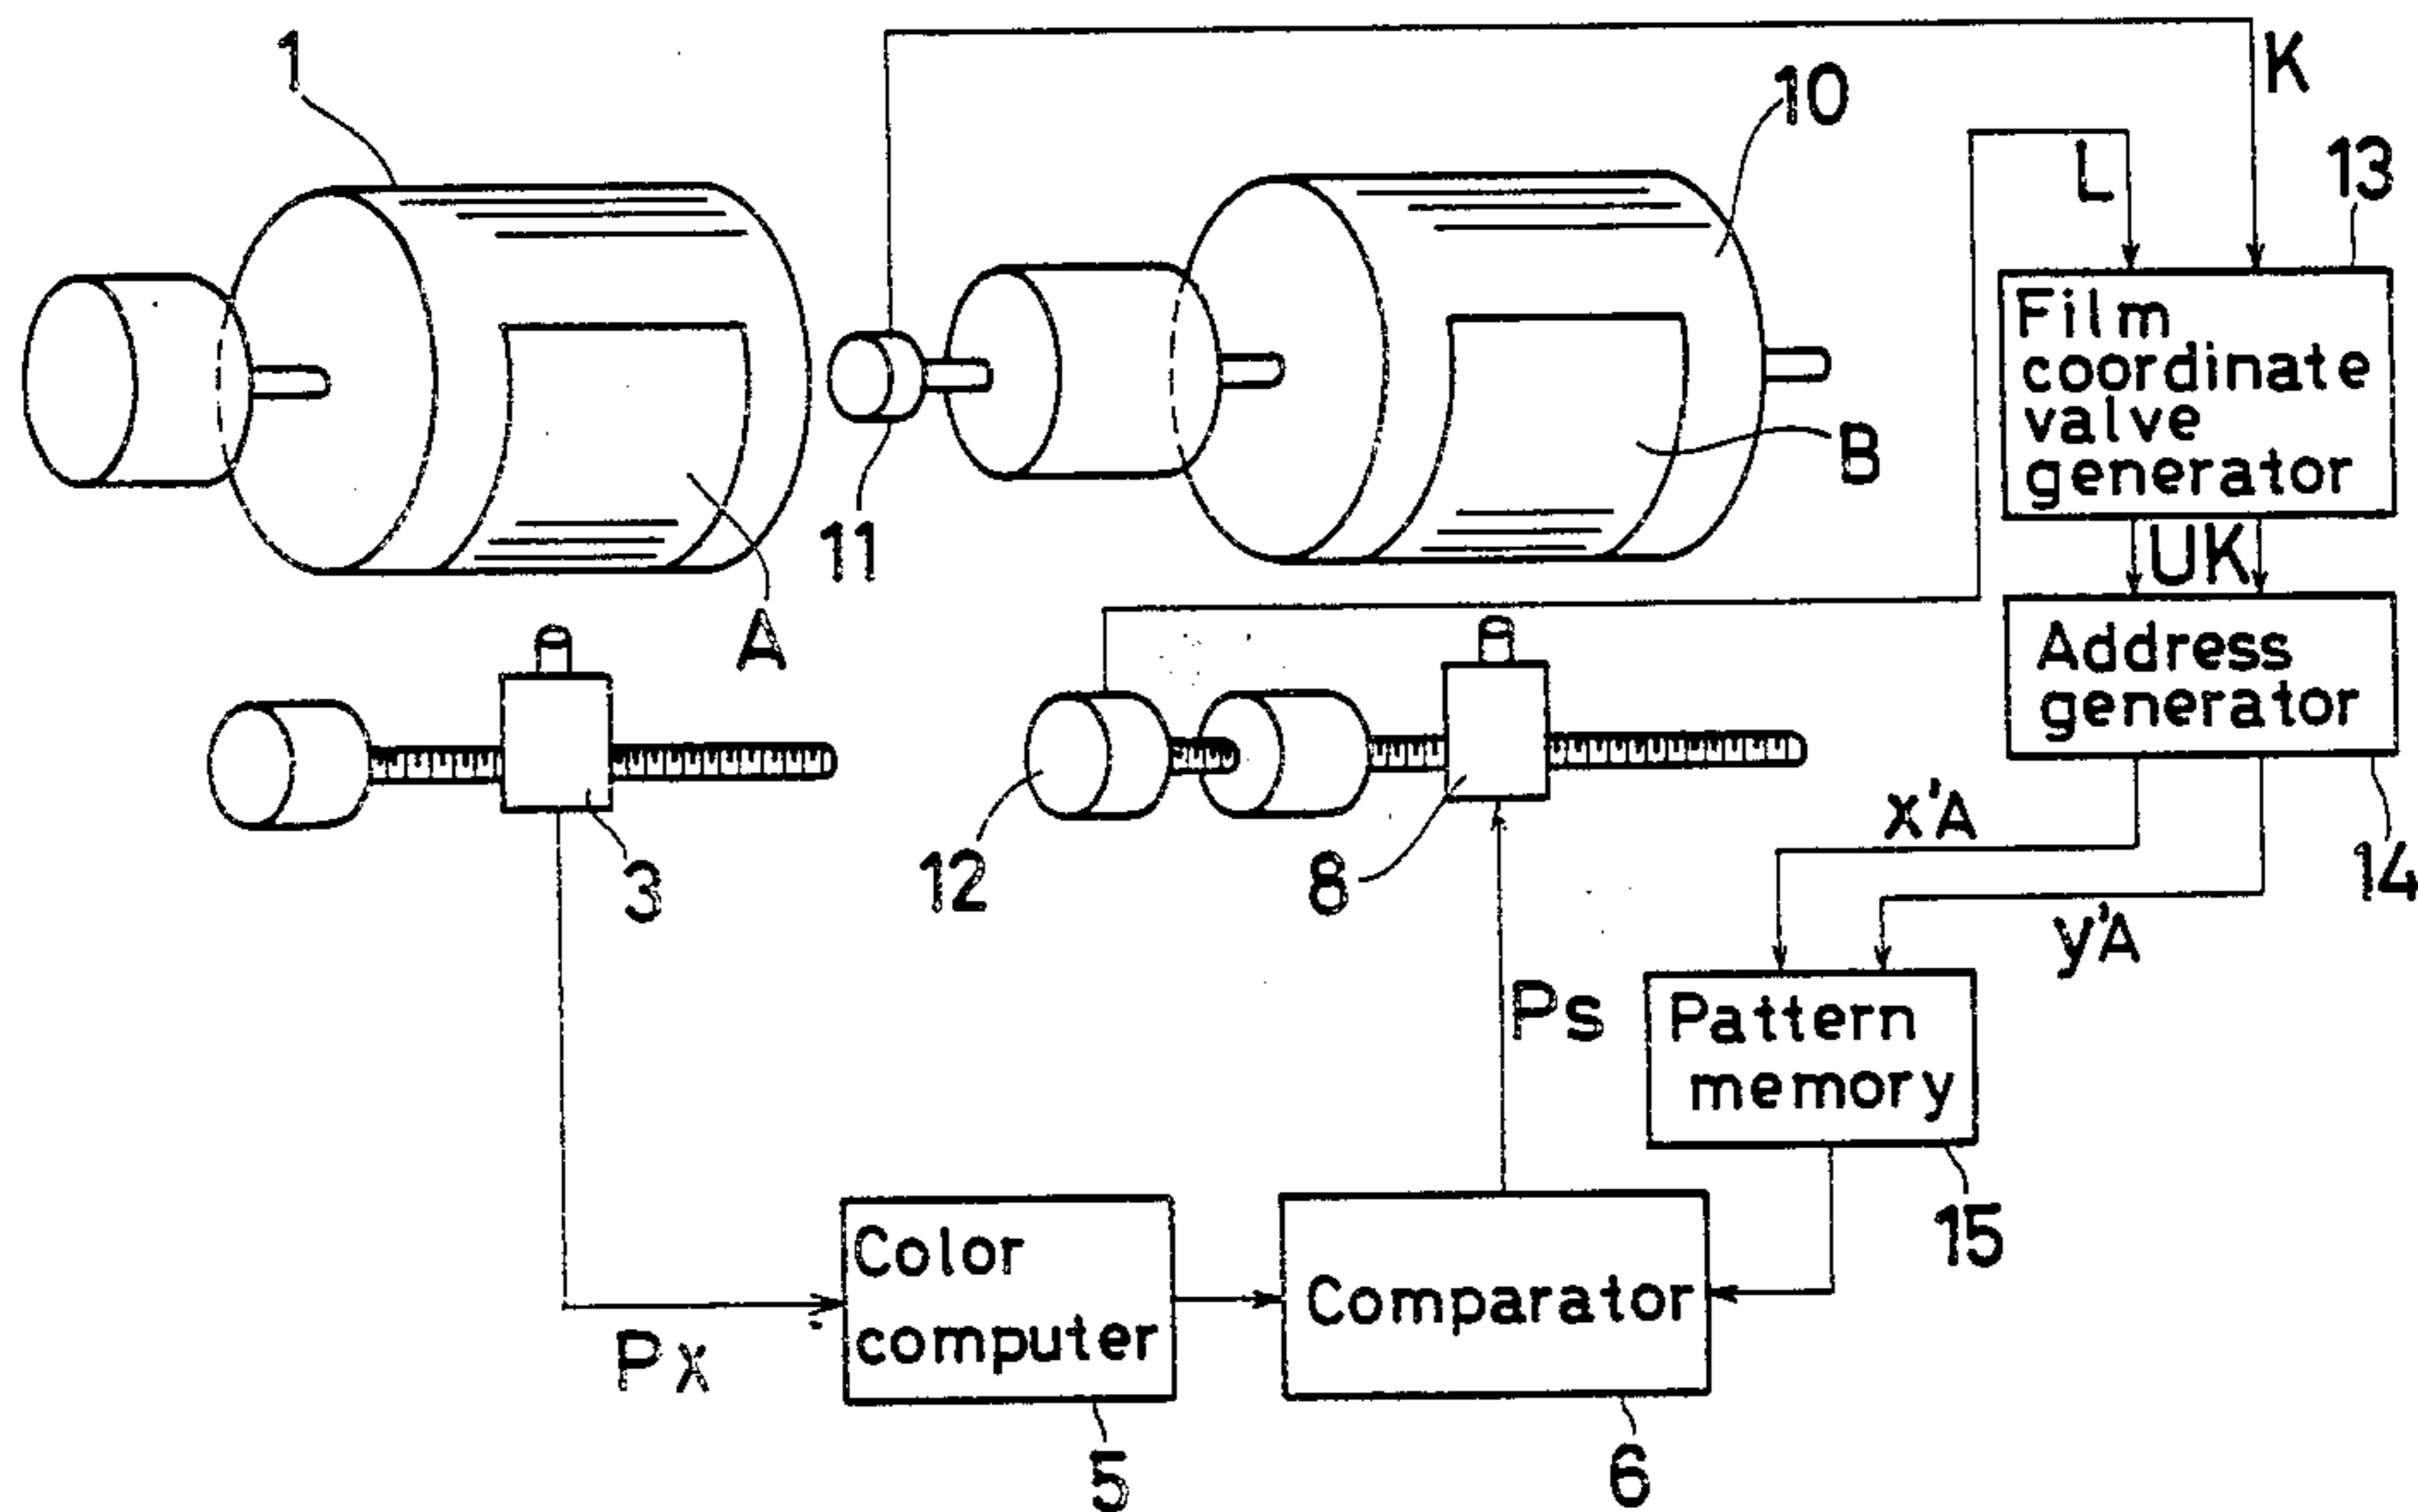 1
K
10
L
13
Film
coordinate
valve
generator
B
11
A
UK
Address
generator
x'A
14
y'A
3
12
8
Ps
Pattern
memory
15
Color
computer
Comparator
Px
5
6